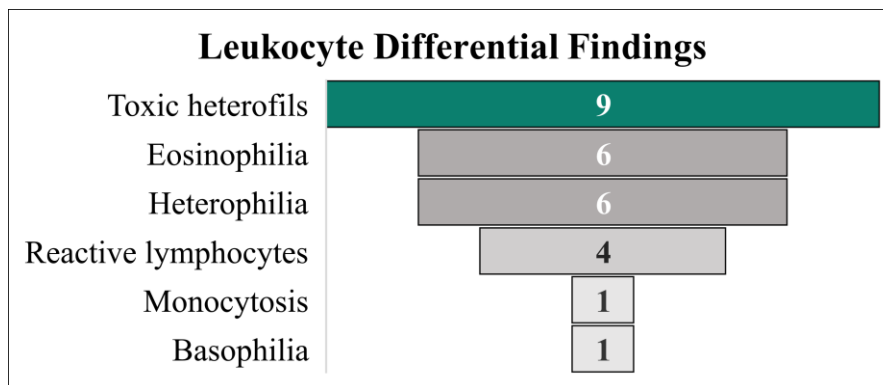 Leukocyte Differential Findings
Toxic heterofils 9
Eosinophilia 6
Heterophilia 6
Reactive lymphocytes 4
Monocytosis 1
Basophilia 1